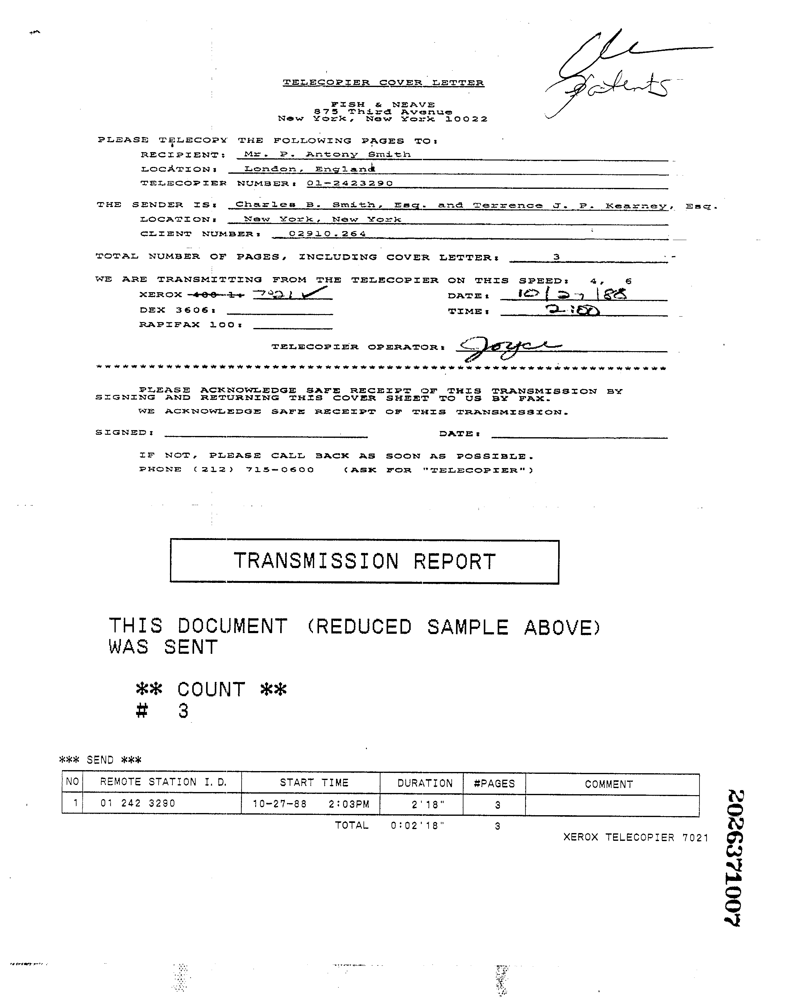 Patents
TELECOPIER COVER LETTER
FISH & NEAVE
875 Third Avenue
New York, New York 10022
PLEASE TELECOPY THE FOLLOWING PAGES TO:
RECIPIENT: Mr. P. Antony Smith
LOCATION: London, England
TELECOPIER NUMBER: 01-2423290
THE SENDER IS: Charles B. Smith, Esq. and Terrence J. P. Kearney, Esq.
LOCATION: New York, New York
CLIENT NUMBER: 02910.264
TOTAL NUMBER OF PAGES, INCLUDING COVER LETTER: 3
WE ARE TRANSMITTING FROM THE TELECOPIER ON THIS SPEED: 4, 6
XEROX 400-1: 7021 ✓ DATE: 10/27/88
DEX 3606: TIME: 2:00
RAPIFAX 100:
TELECOPIER OPERATOR: Joyce
****************************************************************
PLEASE ACKNOWLEDGE SAFE RECEIPT OF THIS TRANSMISSION BY
SIGNING AND RETURNING THIS COVER SHEET TO US BY FAX.
WE ACKNOWLEDGE SAFE RECEIPT OF THIS TRANSMISSION.
SIGNED: DATE:
IF NOT, PLEASE CALL BACK AS SOON AS POSSIBLE.
PHONE (212) 715-0600 (ASK FOR "TELECOPIER")
TRANSMISSION REPORT
THIS DOCUMENT (REDUCED SAMPLE ABOVE)
WAS SENT
** COUNT **
# 3
*** SEND ***
NO REMOTE STATION I.D. START TIME DURATION #PAGES COMMENT
1 01 242 3290 10-27-88 2:03PM 2'18" 3
TOTAL 0:02'18" 3
XEROX TELECOPIER 7021
2026371007